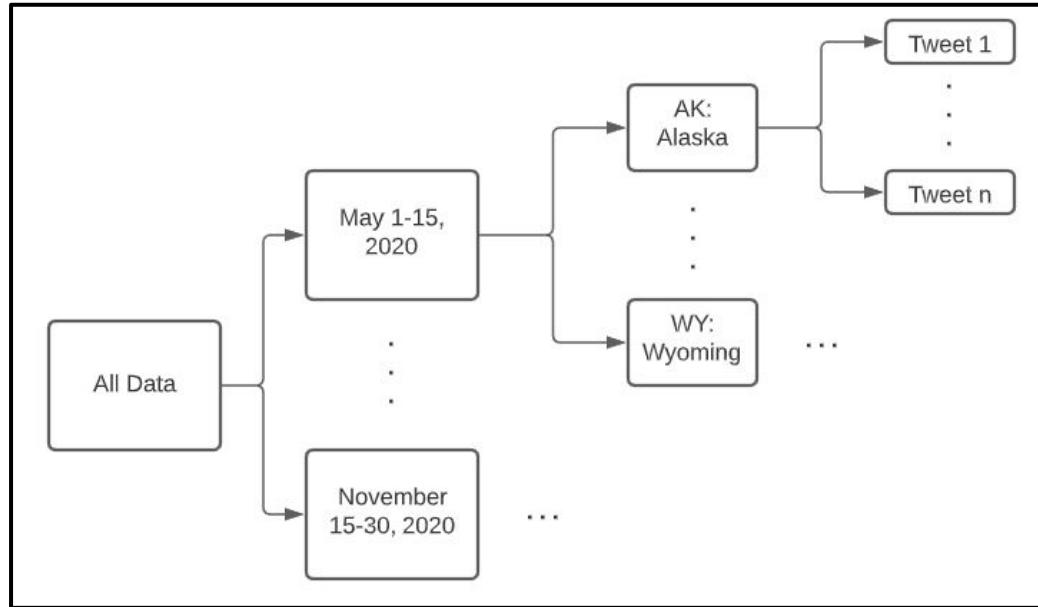 All Data
May 1-15,
2020
.
.
.
November
15-30, 2020
...
AK:
Alaska
.
.
.
WY:
Wyoming
...
Tweet 1
.
.
.
Tweet n